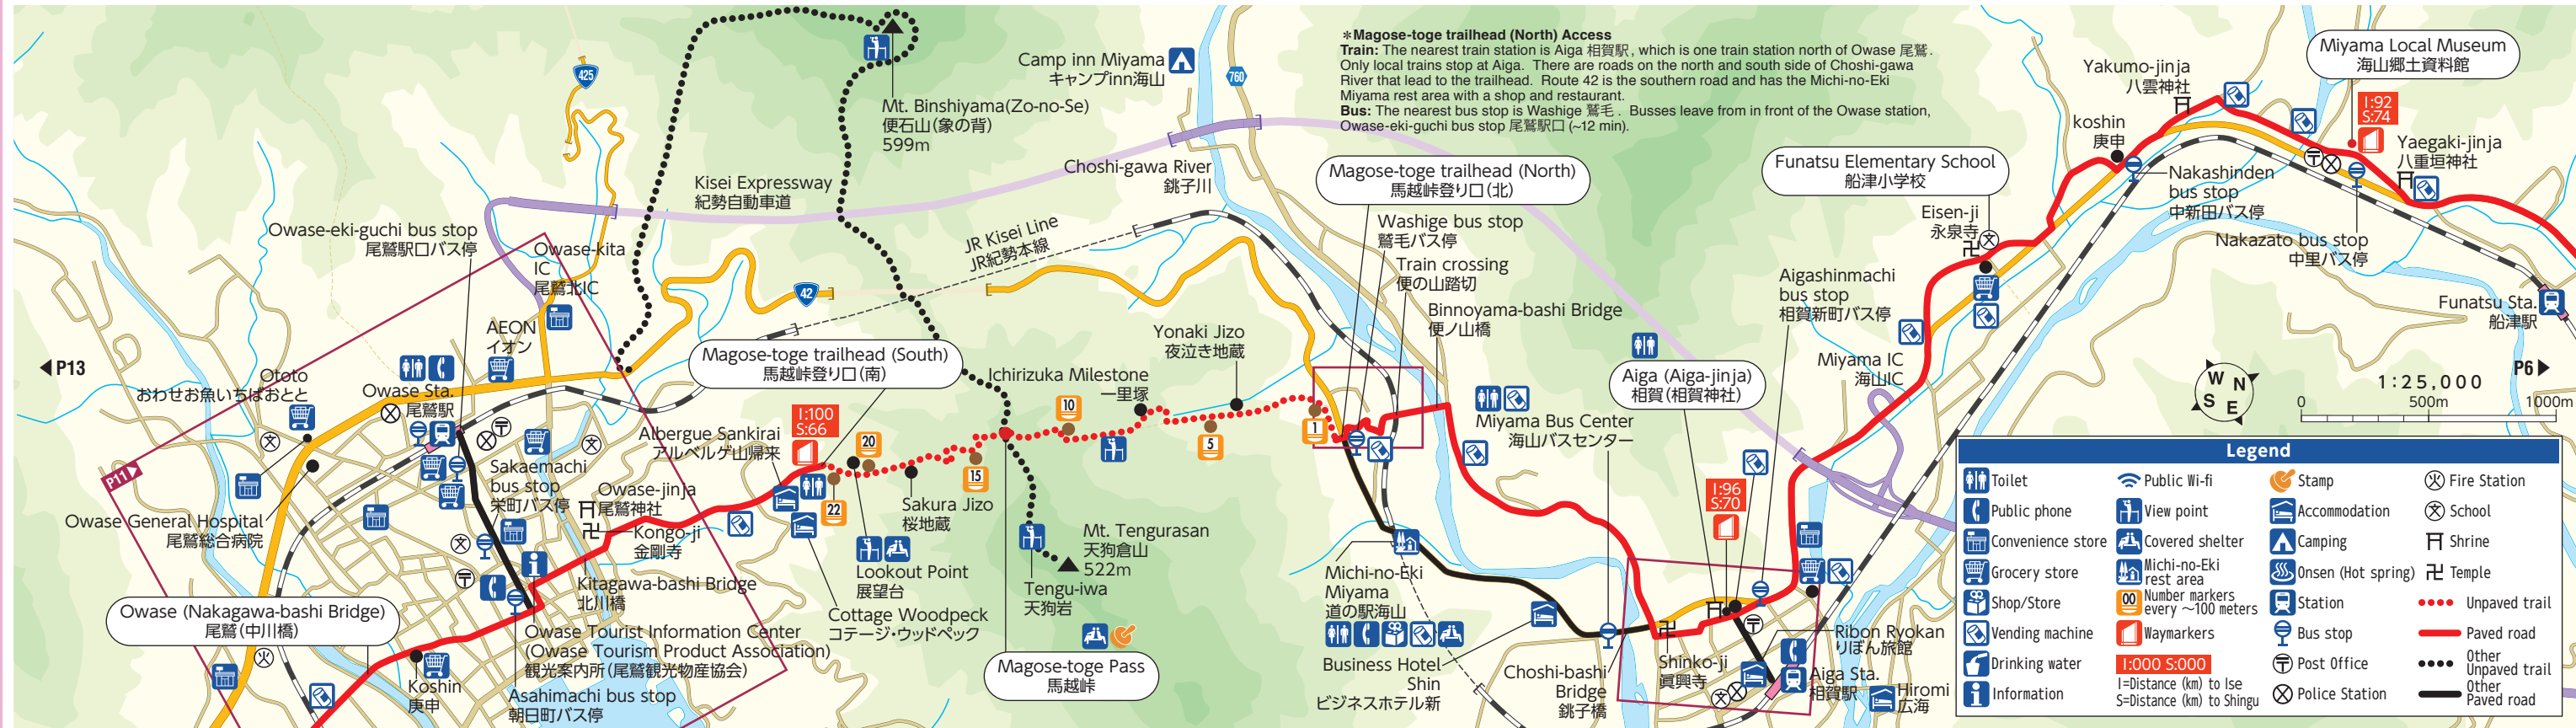 *Magose-toge trailhead (North) Access
Train: The nearest train station is Aiga 相賀駅, which is one train station north of Owase 尾鷲.
Only local trains stop at Aiga. There are roads on the north and south side of Choshi-gawa
River that lead to the trailhead. Route 42 is the southern road and has the Michi-no-Eki
Miyama rest area with a shop and restaurant.
Bus: The nearest bus stop is Washige 鷲毛. Busses leave from in front of the Owase station,
Owase-eki-guchi bus stop 尾鷲駅口 (~12 min).
425
Camp inn Miyama
キャンプinn海山
760
Mt. Binshiyama(Zo-no-Se)
便石山(象の背)
599m
Kisei Expressway
紀勢自動車道
Choshi-gawa River
銚子川
JR Kisei Line
JR紀勢本線
Owase-eki-guchi bus stop
尾鷲駅口バス停
Owase-kita
IC
尾鷲北IC
42
AEON
イオン
P13
Ototo
おわせお魚いちばおとと
Owase Sta.
尾鷲駅
P11
Owase General Hospital
尾鷲総合病院
Sakaemachi
bus stop
栄町バス停
Owase-jinja
尾鷲神社
Kongo-ji
金剛寺
Kitagawa-bashi Bridge
北川橋
Owase (Nakagawa-bashi Bridge)
尾鷲(中川橋)
Koshin
庚申
Owase Tourist Information Center
(Owase Tourism Product Association)
観光案内所(尾鷲観光物産協会)
Asahimachi bus stop
朝日町バス停
Magose-toge trailhead (South)
馬越峠登り口(南)
Albergue Sankirai
アルベルゲ山帰来
I:100
S:66
22
20
15
10
5
1
Lookout Point
展望台
Cottage Woodpeck
コテージ・ウッドペック
Sakura Jizo
桜地蔵
Ichirizuka Milestone
一里塚
Yonaki Jizo
夜泣き地蔵
Tengu-iwa
天狗岩
Mt. Tengurasan
天狗倉山
522m
Magose-toge Pass
馬越峠
Magose-toge trailhead (North)
馬越峠登り口(北)
Washige bus stop
鷲毛バス停
Train crossing
便の山踏切
Binnoyama-bashi Bridge
便ノ山橋
Miyama Bus Center
海山バスセンター
Michi-no-Eki
Miyama
道の駅海山
Business Hotel
Shin
ビジネスホテル新
Choshi-bashi
Bridge
銚子橋
Aiga (Aiga-jinja)
相賀(相賀神社)
I:96
S:70
Shinko-ji
眞興寺
Ribon Ryokan
りぼん旅館
Aiga Sta.
相賀駅
Hiromi
広海
Aigashinmachi
bus stop
相賀新町バス停
Miyama IC
海山IC
Funatsu Elementary School
船津小学校
Eisen-ji
永泉寺
koshin
庚申
Yakumo-jinja
八雲神社
Miyama Local Museum
海山郷土資料館
I:92
S:74
Yaegaki-jinja
八重垣神社
Nakashinden
bus stop
中新田バス停
Nakazato bus stop
中里バス停
Funatsu Sta.
船津駅
P6
W N
S E
1:25,000
0 500m 1000m
Legend
Toilet
Public phone
Convenience store
Grocery store
Shop/Store
Vending machine
Drinking water
Information
Public Wi-fi
View point
Covered shelter
Michi-no-Eki
rest area
00 Number markers
every ～100 meters
Waymarkers
I:000 S:000
I=Distance (km) to Ise
S=Distance (km) to Shingu
Stamp
Accommodation
Camping
Onsen (Hot spring)
Station
Bus stop
Post Office
Police Station
Fire Station
School
Shrine
Temple
Unpaved trail
Paved road
Other
Unpaved trail
Other
Paved road